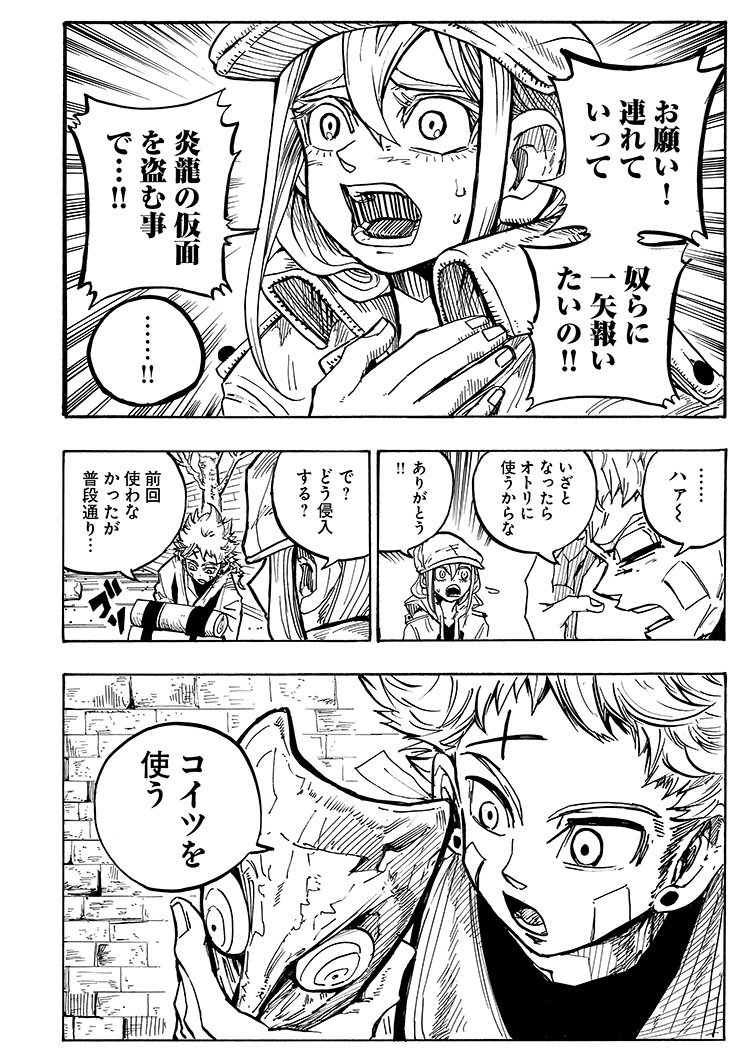 お願い！
連れて
いって
奴らに
一矢報い
たいの!!
炎龍の仮面
を盗む事
で…!!
……!!
……
ハァ～
いざと
なったら
オトリに
使うからな
ありがとう
!!
で？
どう侵入
する？
前回
使わな
かったが
普段通り…
グン
コイツを
使う